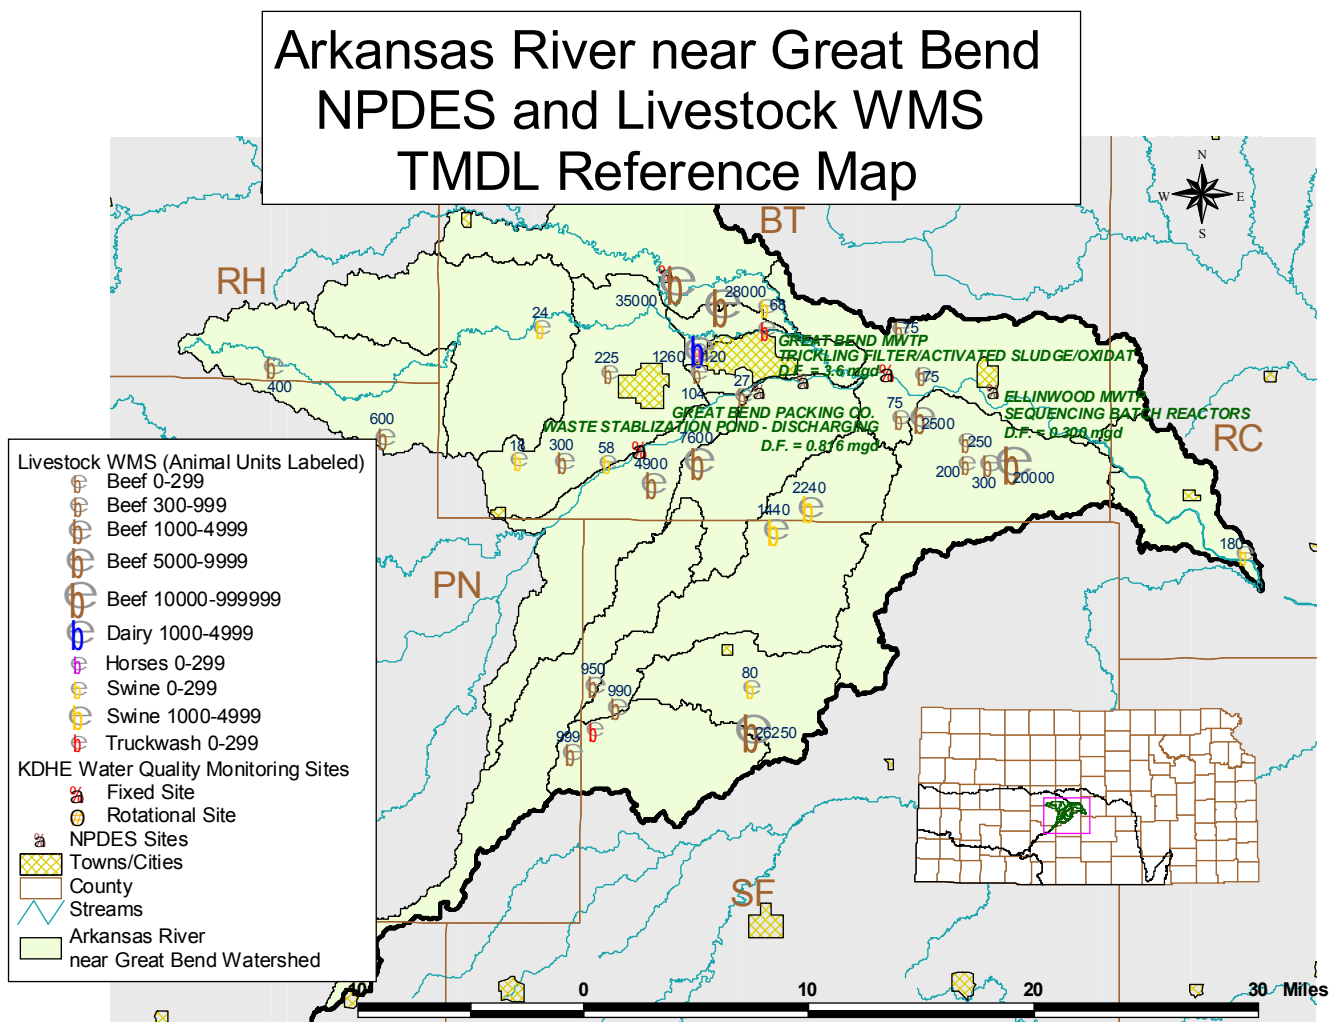 Arkansas River near Great Bend
NPDES and Livestock WMS
TMDL Reference Map
N
W E
S
BT
RH
35000
28000
68
24
75
GREAT BEND MWTP
TRICKLING FILTER/ACTIVATED SLUDGE/OXIDAT
D.F. = 3.6 mgd
225
1260
120
104
27
75
400
ELLINWOOD MWTP
SEQUENCING BATCH REACTORS
D.F. = 0.300 mgd
75
2500
GREAT BEND PACKING CO.
WASTE STABLIZATION POND - DISCHARGING
D.F. = 0.816 mgd
600
RC
18
300
58
7600
4900
250
200
300
20000
2240
1440
180
PN
950
990
80
999
26250
SF
Livestock WMS (Animal Units Labeled)
Beef 0-299
Beef 300-999
Beef 1000-4999
Beef 5000-9999
Beef 10000-999999
Dairy 1000-4999
Horses 0-299
Swine 0-299
Swine 1000-4999
Truckwash 0-299
KDHE Water Quality Monitoring Sites
Fixed Site
Rotational Site
NPDES Sites
Towns/Cities
County
Streams
Arkansas River
near Great Bend Watershed
10 0 10 20 30 Miles